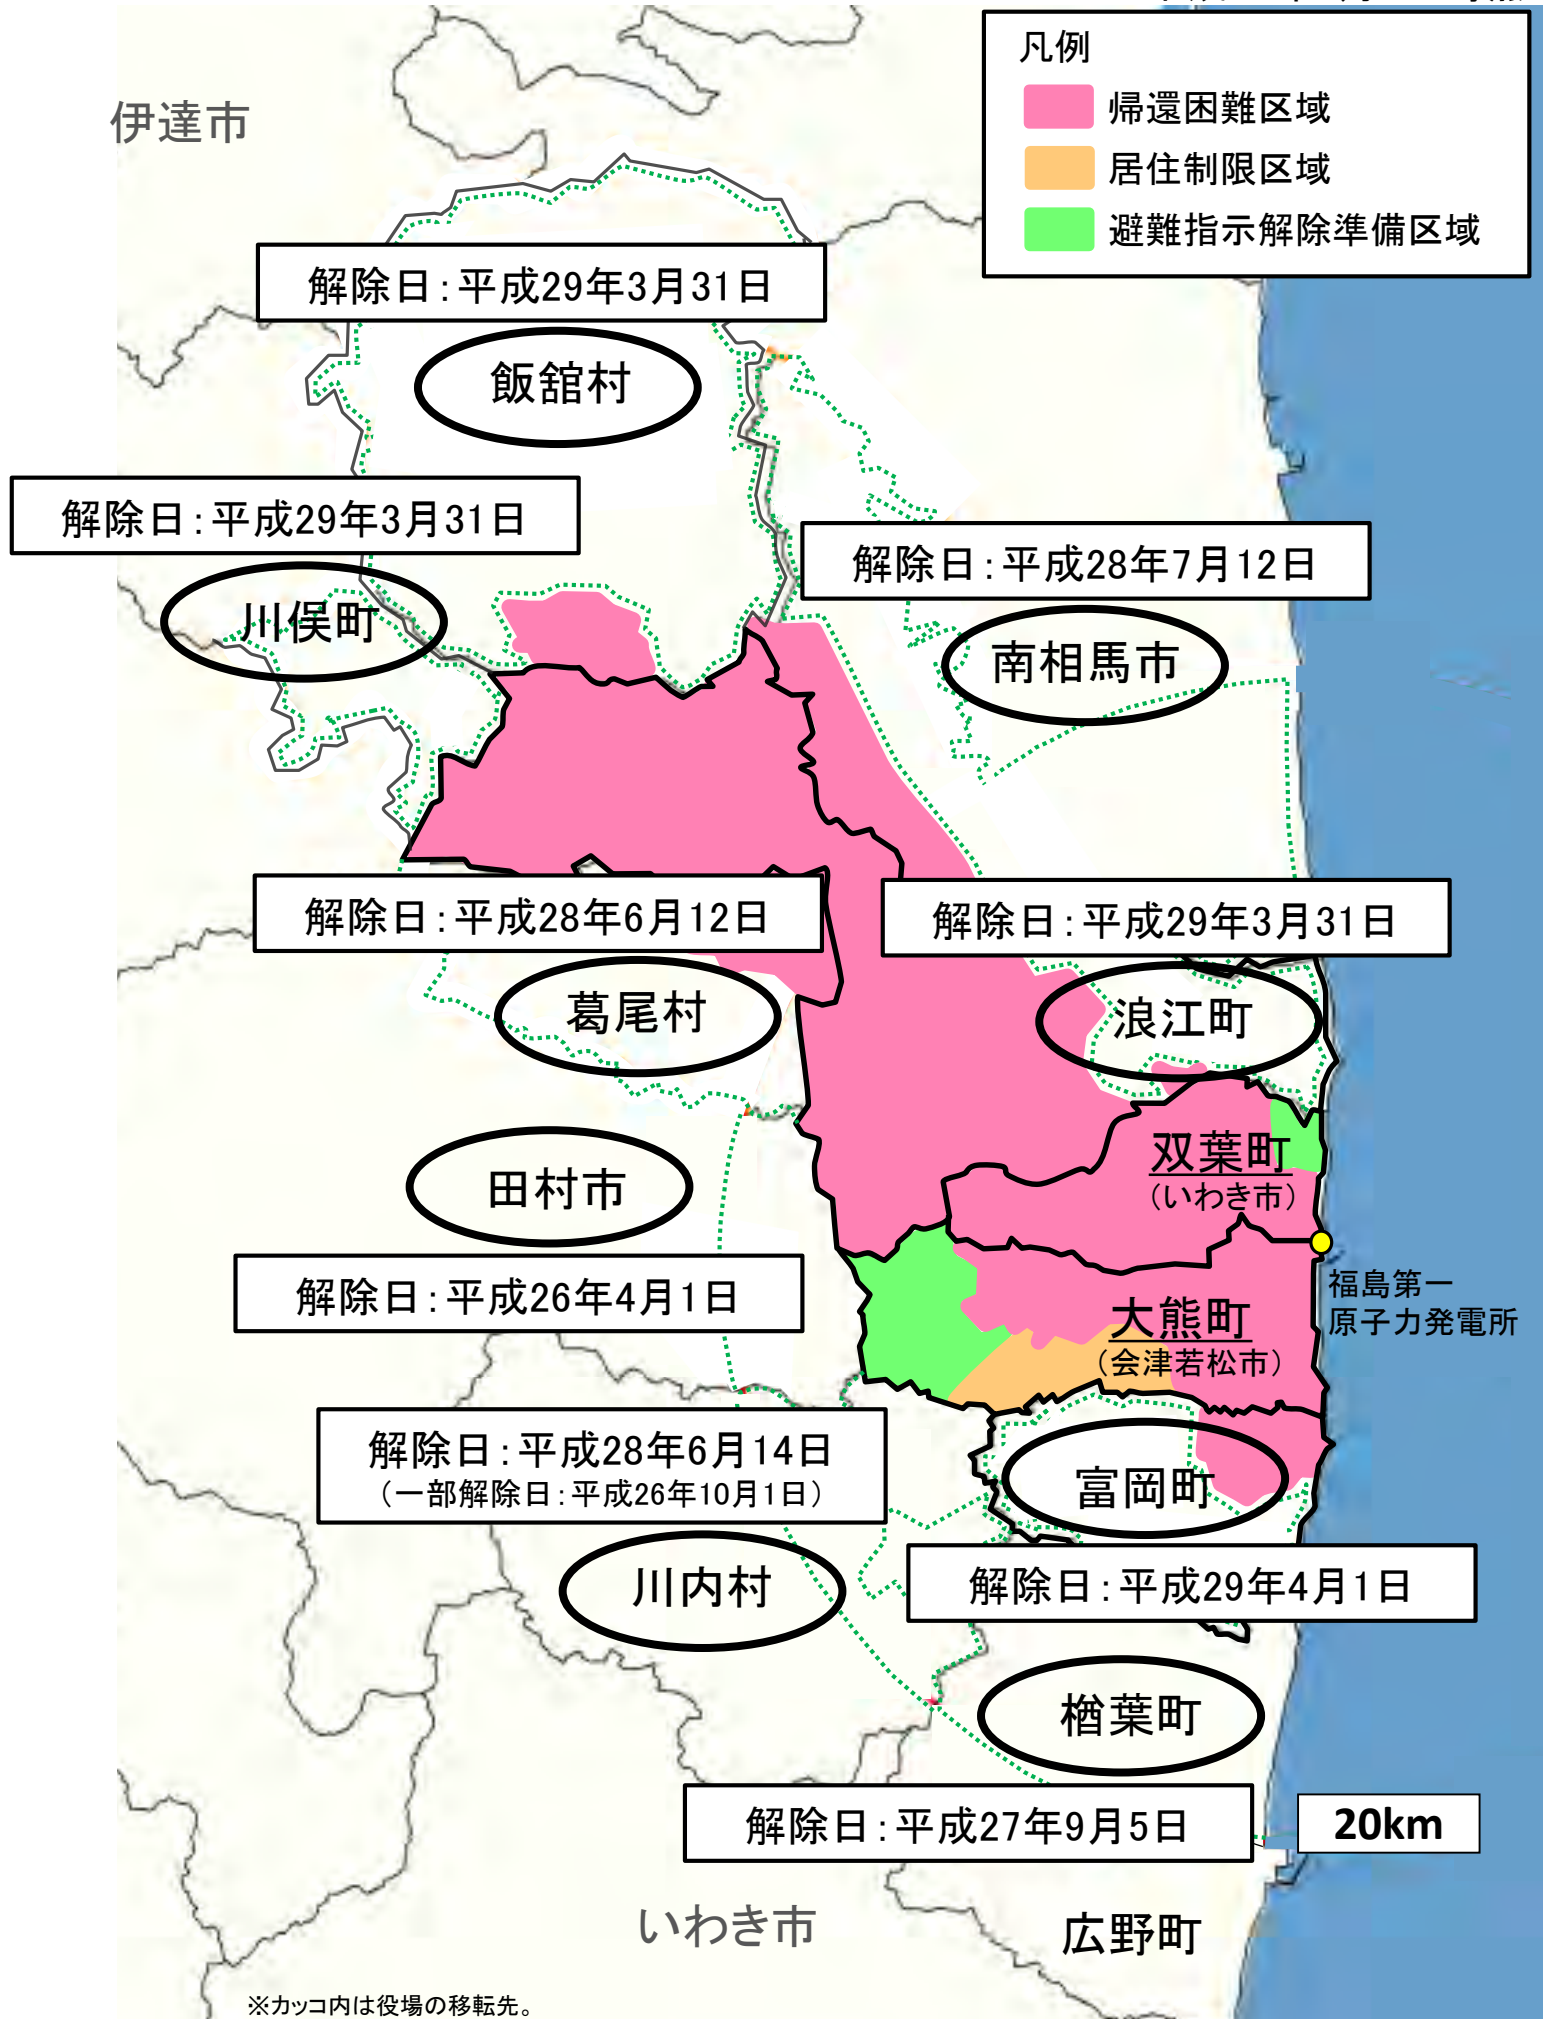 凡例
帰還困難区域
居住制限区域
避難指示解除準備区域
伊達市
解除日：平成29年3月31日
飯舘村
解除日：平成29年3月31日
川俣町
解除日：平成28年7月12日
南相馬市
解除日：平成28年6月12日
葛尾村
解除日：平成29年3月31日
浪江町
双葉町
（いわき市）
田村市
解除日：平成26年4月1日
福島第一
原子力発電所
大熊町
（会津若松市）
解除日：平成28年6月14日
（一部解除日：平成26年10月1日）
川内村
富岡町
解除日：平成29年4月1日
楢葉町
解除日：平成27年9月5日
20km
いわき市
広野町
※カッコ内は役場の移転先。